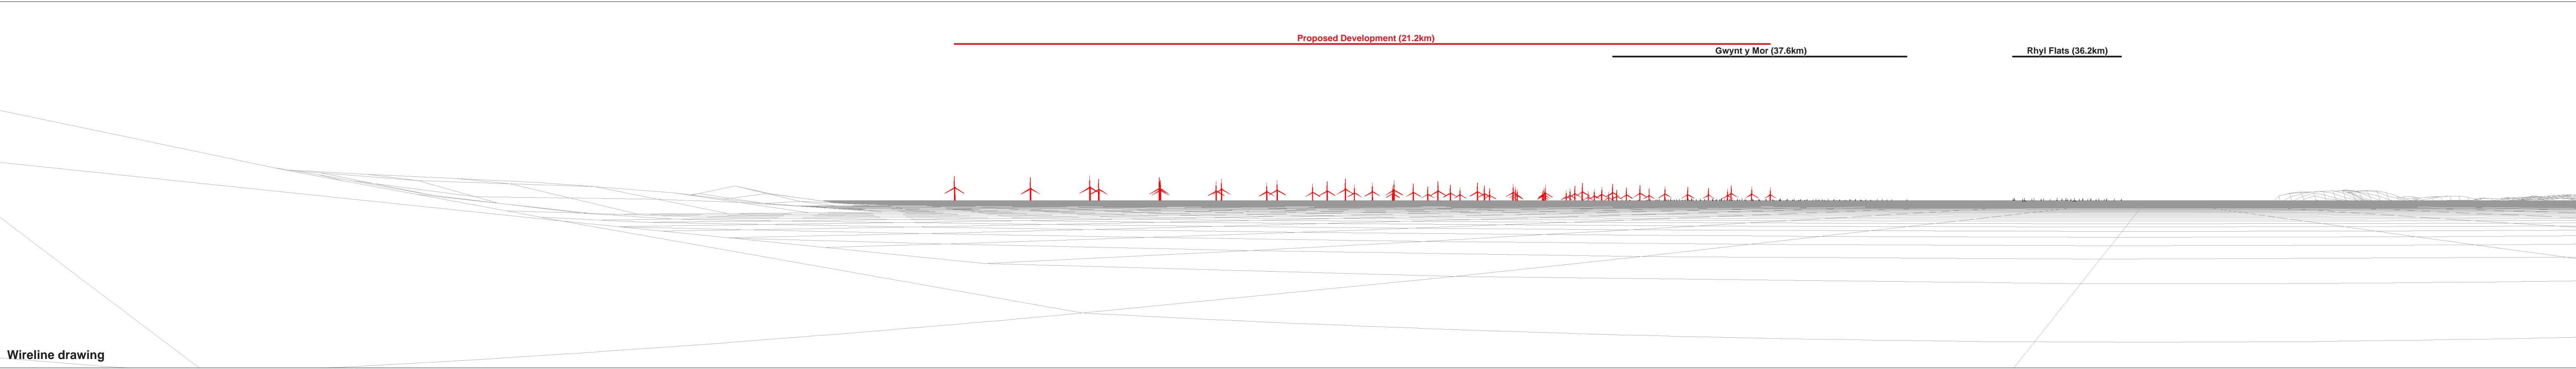 Proposed Development (21.2km)
Gwynt y Mor (37.6km)
Rhyl Flats (36.2km)
Wireline drawing